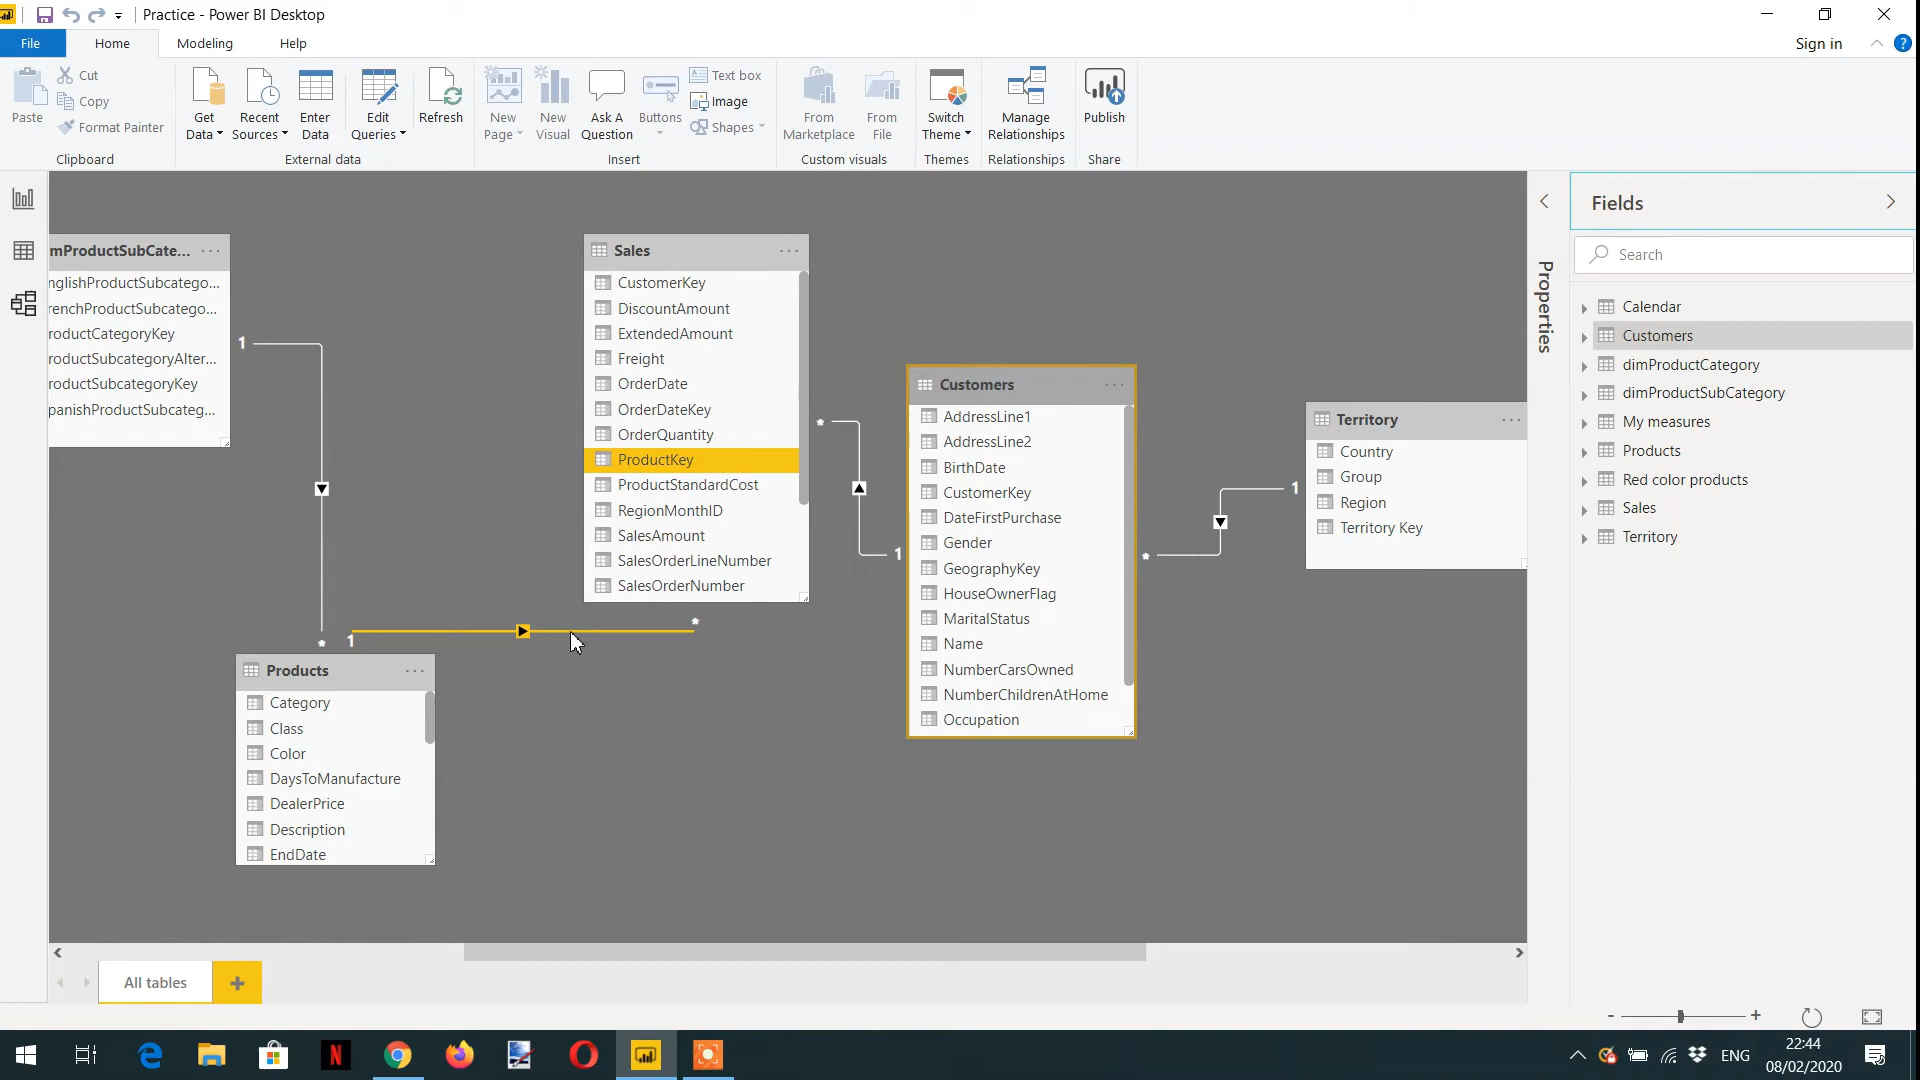 Practice - Power BI Desktop
File
Home
Modeling
Help
Sign in
Paste
Cut
Copy
Format Painter
Clipboard
Get Data
Recent Sources
Enter Data
Edit Queries
Refresh
External data
New Page
New Visual
Ask A Question
Buttons
Text box
Image
Shapes
Insert
From Marketplace
From File
Custom visuals
Switch Theme
Themes
Manage Relationships
Relationships
Publish
Share
mProductSubCate...
nglishProductSubcatego...
renchProductSubcatego...
roductCategoryKey
roductSubcategoryAlter...
roductSubcategoryKey
panishProductSubcateg...
1
*
1
*
Sales
CustomerKey
DiscountAmount
ExtendedAmount
Freight
OrderDate
OrderDateKey
OrderQuantity
ProductKey
ProductStandardCost
RegionMonthID
SalesAmount
SalesOrderLineNumber
SalesOrderNumber
*
1
Customers
AddressLine1
AddressLine2
BirthDate
CustomerKey
DateFirstPurchase
Gender
GeographyKey
HouseOwnerFlag
MaritalStatus
Name
NumberCarsOwned
NumberChildrenAtHome
Occupation
*
1
Territory
Country
Group
Region
Territory Key
Products
Category
Class
Color
DaysToManufacture
DealerPrice
Description
EndDate
Properties
Fields
Search
Calendar
Customers
dimProductCategory
dimProductSubCategory
My measures
Products
Red color products
Sales
Territory
All tables
ENG
22:44
08/02/2020